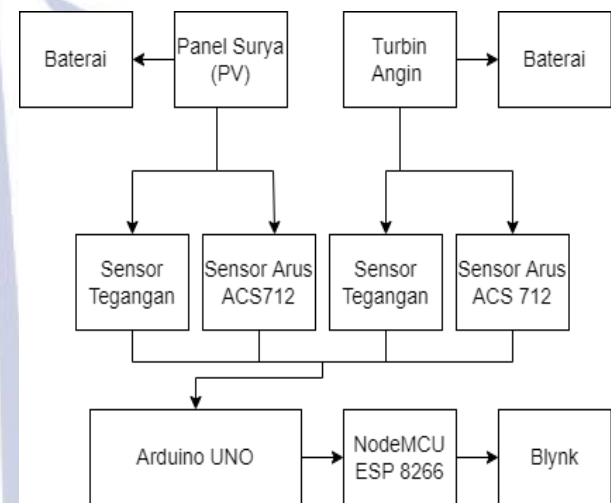 Baterai
Panel Surya
(PV)
Turbin
Angin
Baterai
Sensor
Tegangan
Sensor Arus
ACS712
Sensor
Tegangan
Sensor Arus
ACS 712
Arduino UNO
NodeMCU
ESP 8266
Blynk